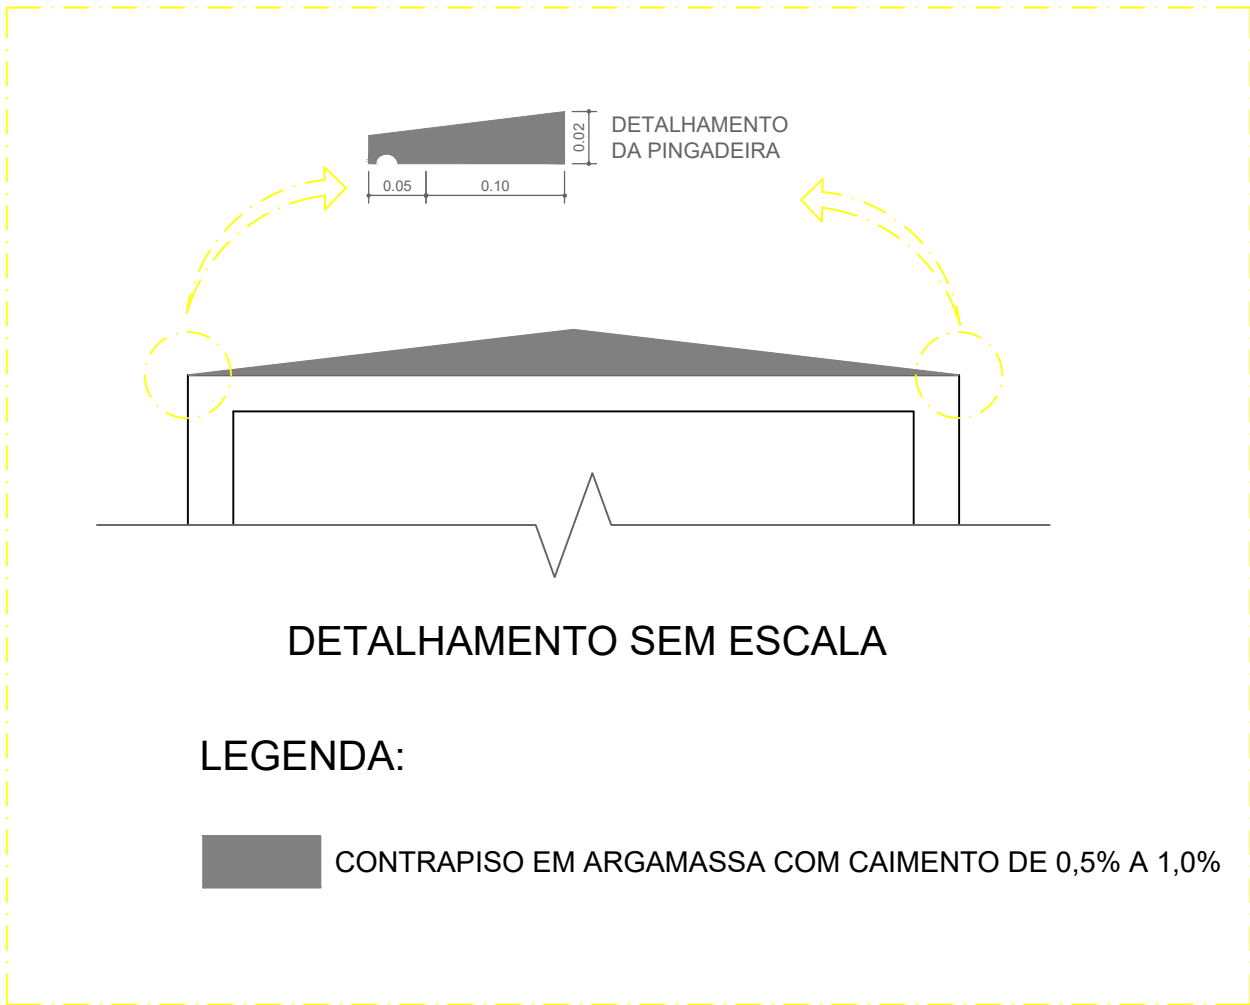 DETALHAMENTO
DA PINGADEIRA
0.02
0.05
0.10
DETALHAMENTO SEM ESCALA
LEGENDA:
CONTRAPISO EM ARGAMASSA COM CAIMENTO DE 0,5% A 1,0%